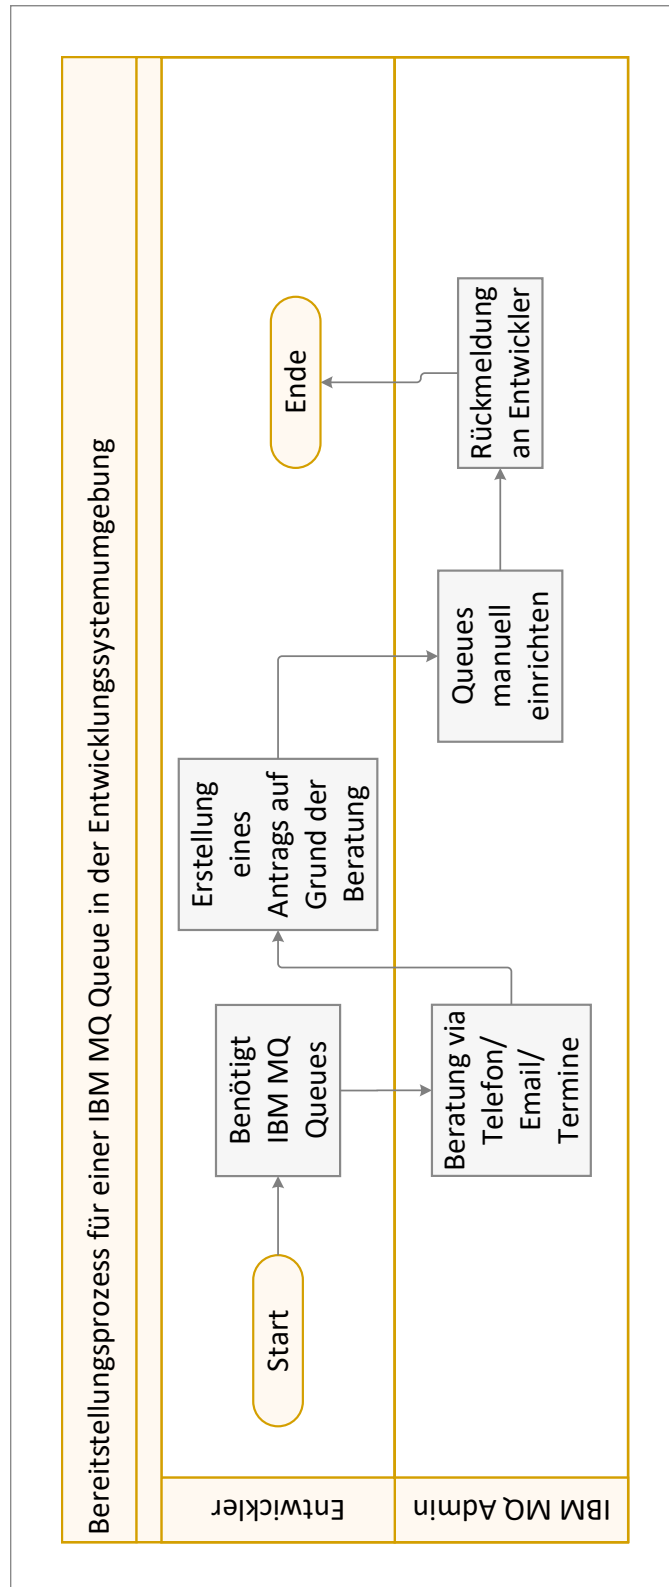 Bereitstellungsprozess für einer IBM MQ Queue in der Entwicklungssystemumgebung
Entwickler
Start
Benötigt
IBM MQ
Queues
Erstellung
eines
Antrags auf
Grund der
Beratung
Ende
IBM MQ Admin
Beratung via
Telefon/
Email/
Termine
Queues
manuell
einrichten
Rückmeldung
an Entwickler